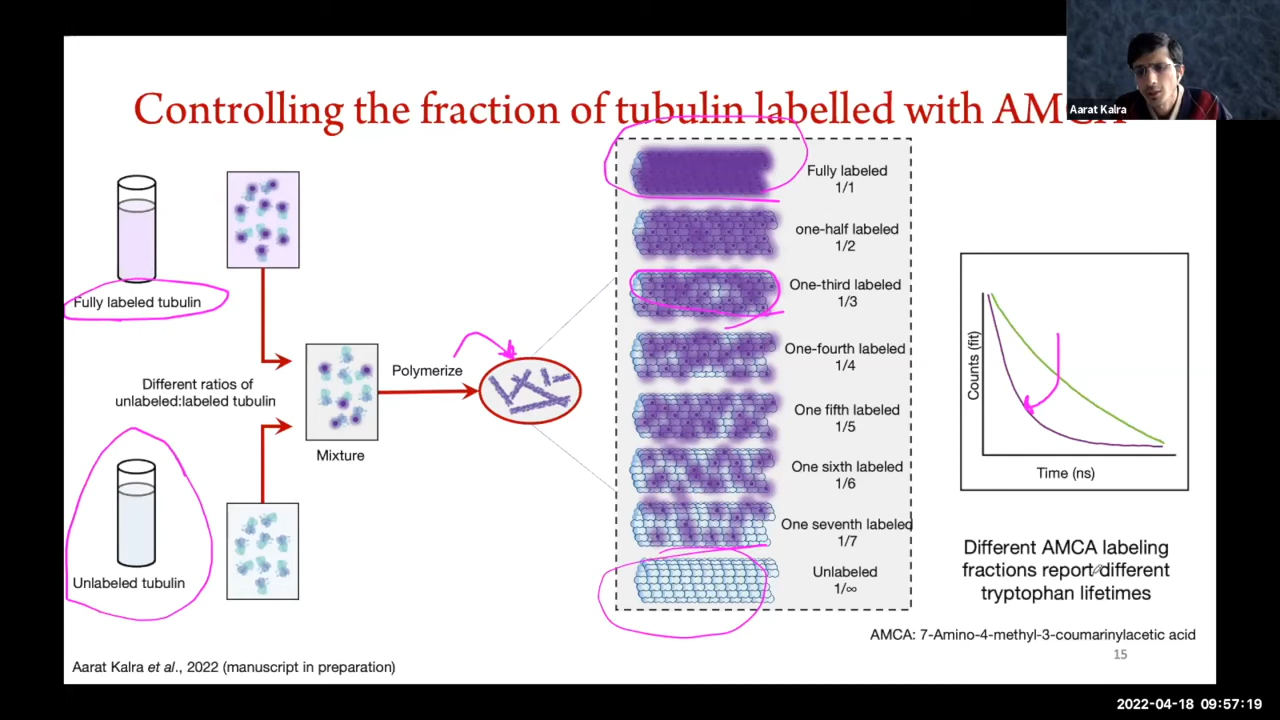 Controlling the fraction of tubulin labelled with AMCA
Aarat Kalra
Fully labeled tubulin
Different ratios of
unlabeled:labeled tubulin
Unlabeled tubulin
Mixture
Polymerize
Fully labeled
1/1
one-half labeled
1/2
One-third labeled
1/3
One-fourth labeled
1/4
One fifth labeled
1/5
One sixth labeled
1/6
One seventh labeled
1/7
Unlabeled
1/∞
Counts (fit)
Time (ns)
Different AMCA labeling
fractions report different
tryptophan lifetimes
AMCA: 7-Amino-4-methyl-3-coumarinylacetic acid
15
Aarat Kalra et al., 2022 (manuscript in preparation)
2022-04-18 09:57:19